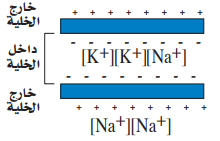 خارج
الخلية
+ + + + + + + +
- - - - - - - -
داخل
الخلية
[K+][K+][Na+]
- - - - - - - -
خارج
الخلية
+ + + + + + + +
[Na+][Na+]